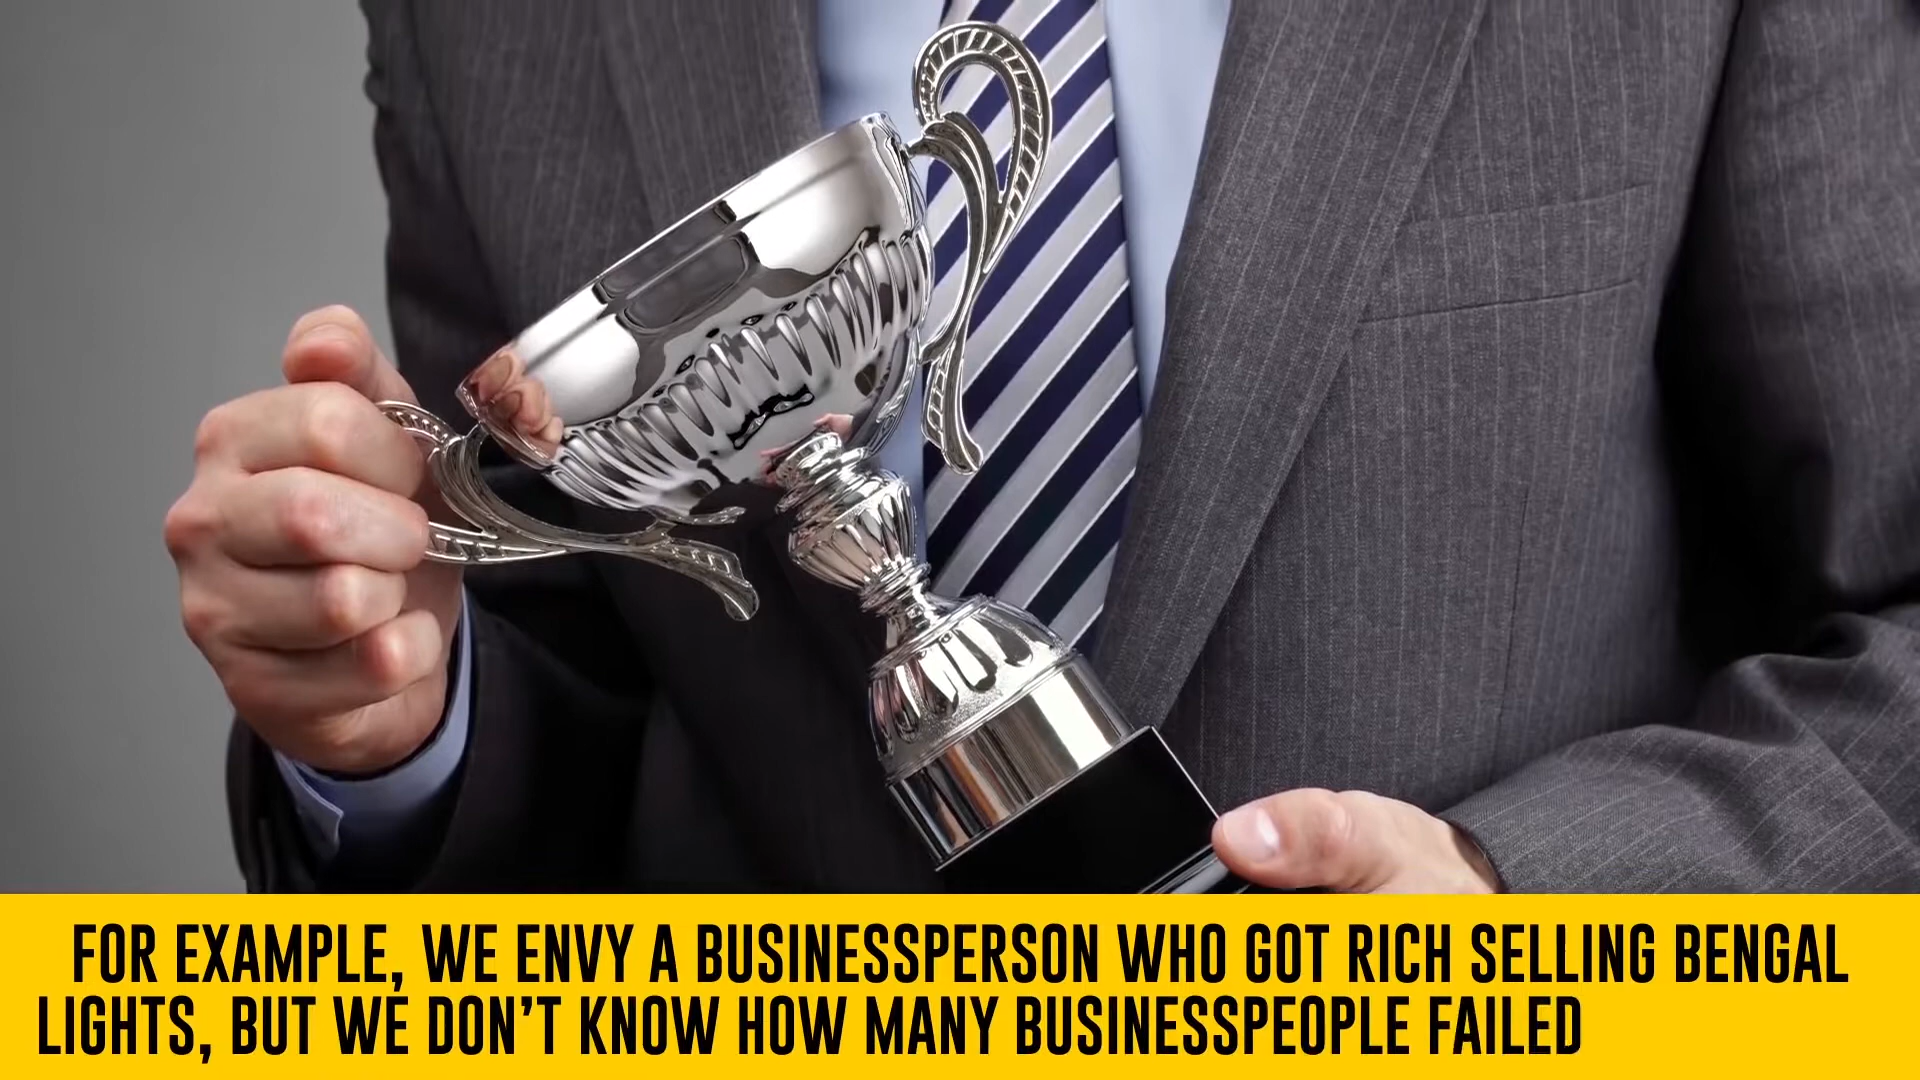 FOR EXAMPLE, WE ENVY A BUSINESSPERSON WHO GOT RICH SELLING BENGAL
LIGHTS, BUT WE DON’T KNOW HOW MANY BUSINESSPEOPLE FAILED